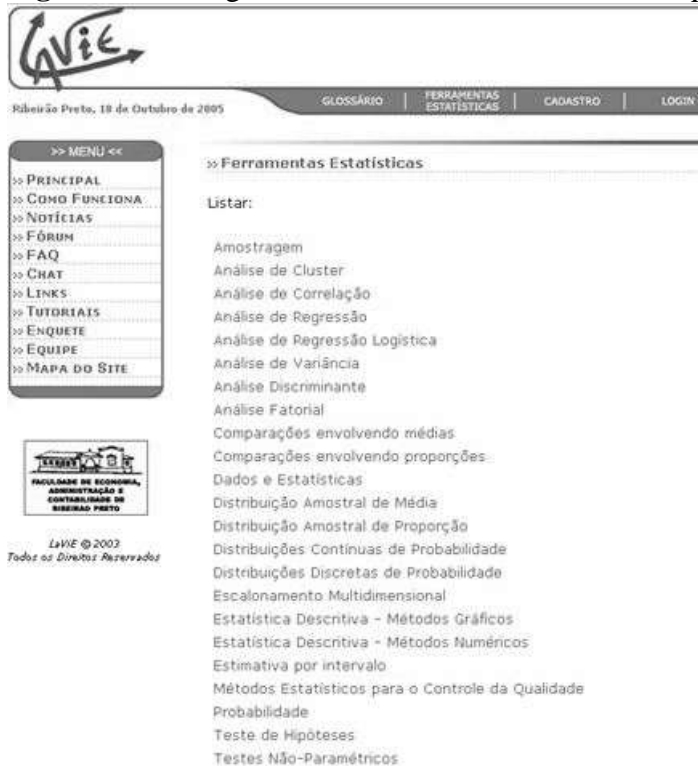 LaViE
Ribeirão Preto, 18 de Outubro de 2005
GLOSSÁRIO | FERRAMENTAS ESTATÍSTICAS | CADASTRO | LOGIN
>> MENU <<
» PRINCIPAL
» COMO FUNCIONA
» NOTÍCIAS
» FÓRUM
» FAQ
» CHAT
» LINKS
» TUTORIAIS
» ENQUETE
» EQUIPE
» MAPA DO SITE
FACULDADE DE ECONOMIA,
ADMINISTRAÇÃO E
CONTABILIDADE DE
RIBEIRÃO PRETO
LaViE @ 2003
Todos os Direitos Reservados
» Ferramentas Estatísticas
Listar:
Amostragem
Análise de Cluster
Análise de Correlação
Análise de Regressão
Análise de Regressão Logística
Análise de Variância
Análise Discriminante
Análise Fatorial
Comparações envolvendo médias
Comparações envolvendo proporções
Dados e Estatísticas
Distribuição Amostral de Média
Distribuição Amostral de Proporção
Distribuições Contínuas de Probabilidade
Distribuições Discretas de Probabilidade
Escalonamento Multidimensional
Estatística Descritiva - Métodos Gráficos
Estatística Descritiva - Métodos Numéricos
Estimativa por intervalo
Métodos Estatísticos para o Controle da Qualidade
Probabilidade
Teste de Hipóteses
Testes Não-Paramétricos